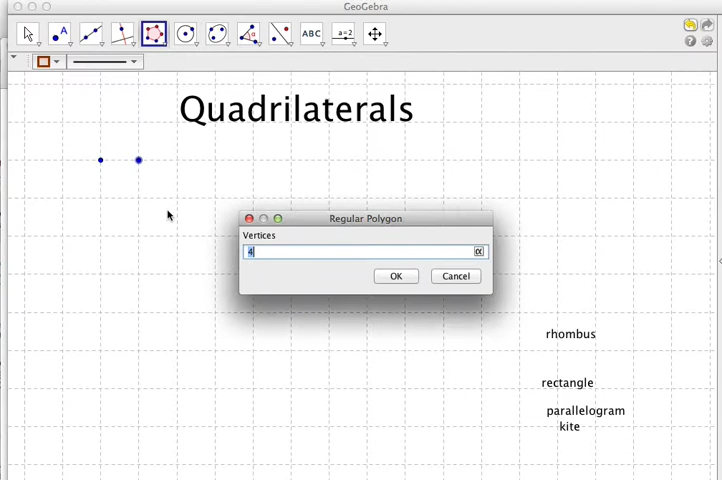 GeoGebra
A
α
ABC
a=2
Quadrilaterals
Regular Polygon
Vertices
4
α
OK
Cancel
rhombus
rectangle
parallelogram
kite